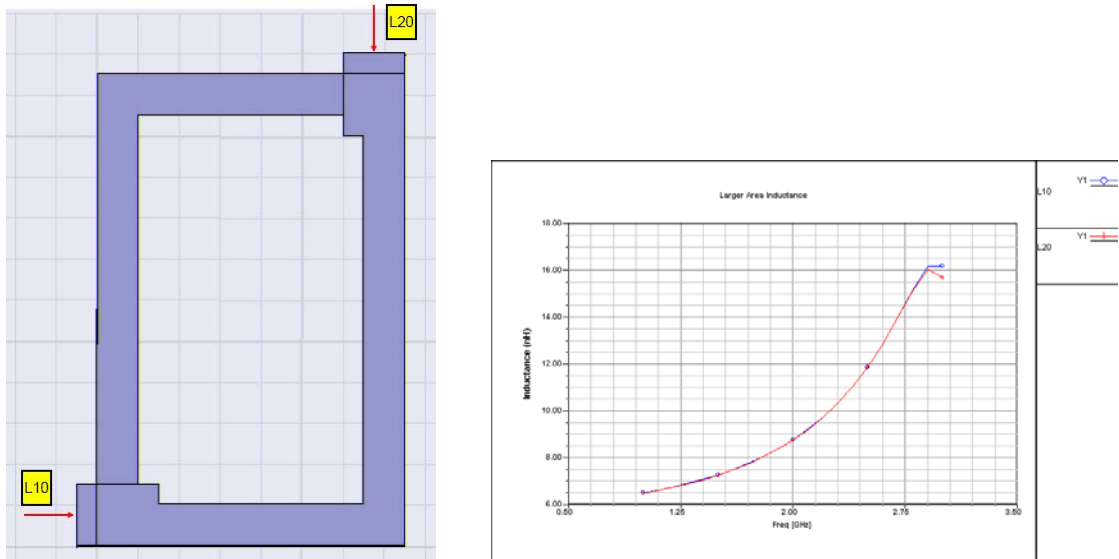 L20
L10
Larger Area Inductance
Y1
L10
Y1
L20
18.00
16.00
14.00
12.00
10.00
8.00
6.00
Inductance (nH)
0.50
1.25
2.00
2.75
3.50
Freq [GHz]